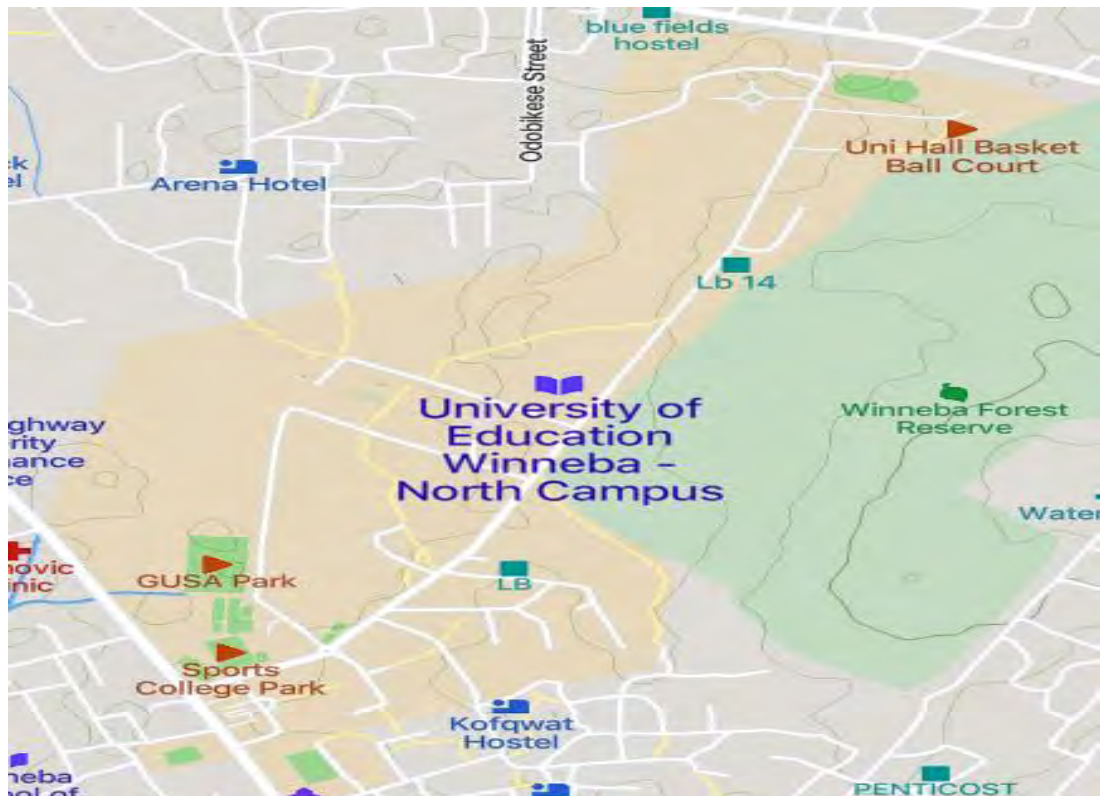 blue fields
hostel
Odobikese Street
Uni Hall Basket
Ball Court
Arena Hotel
Lb 14
University of
Education
Winneba -
North Campus
Winneba Forest
Reserve
Water
GUSA Park
LB
Sports
College Park
Kofqwat
Hostel
PENTICOST